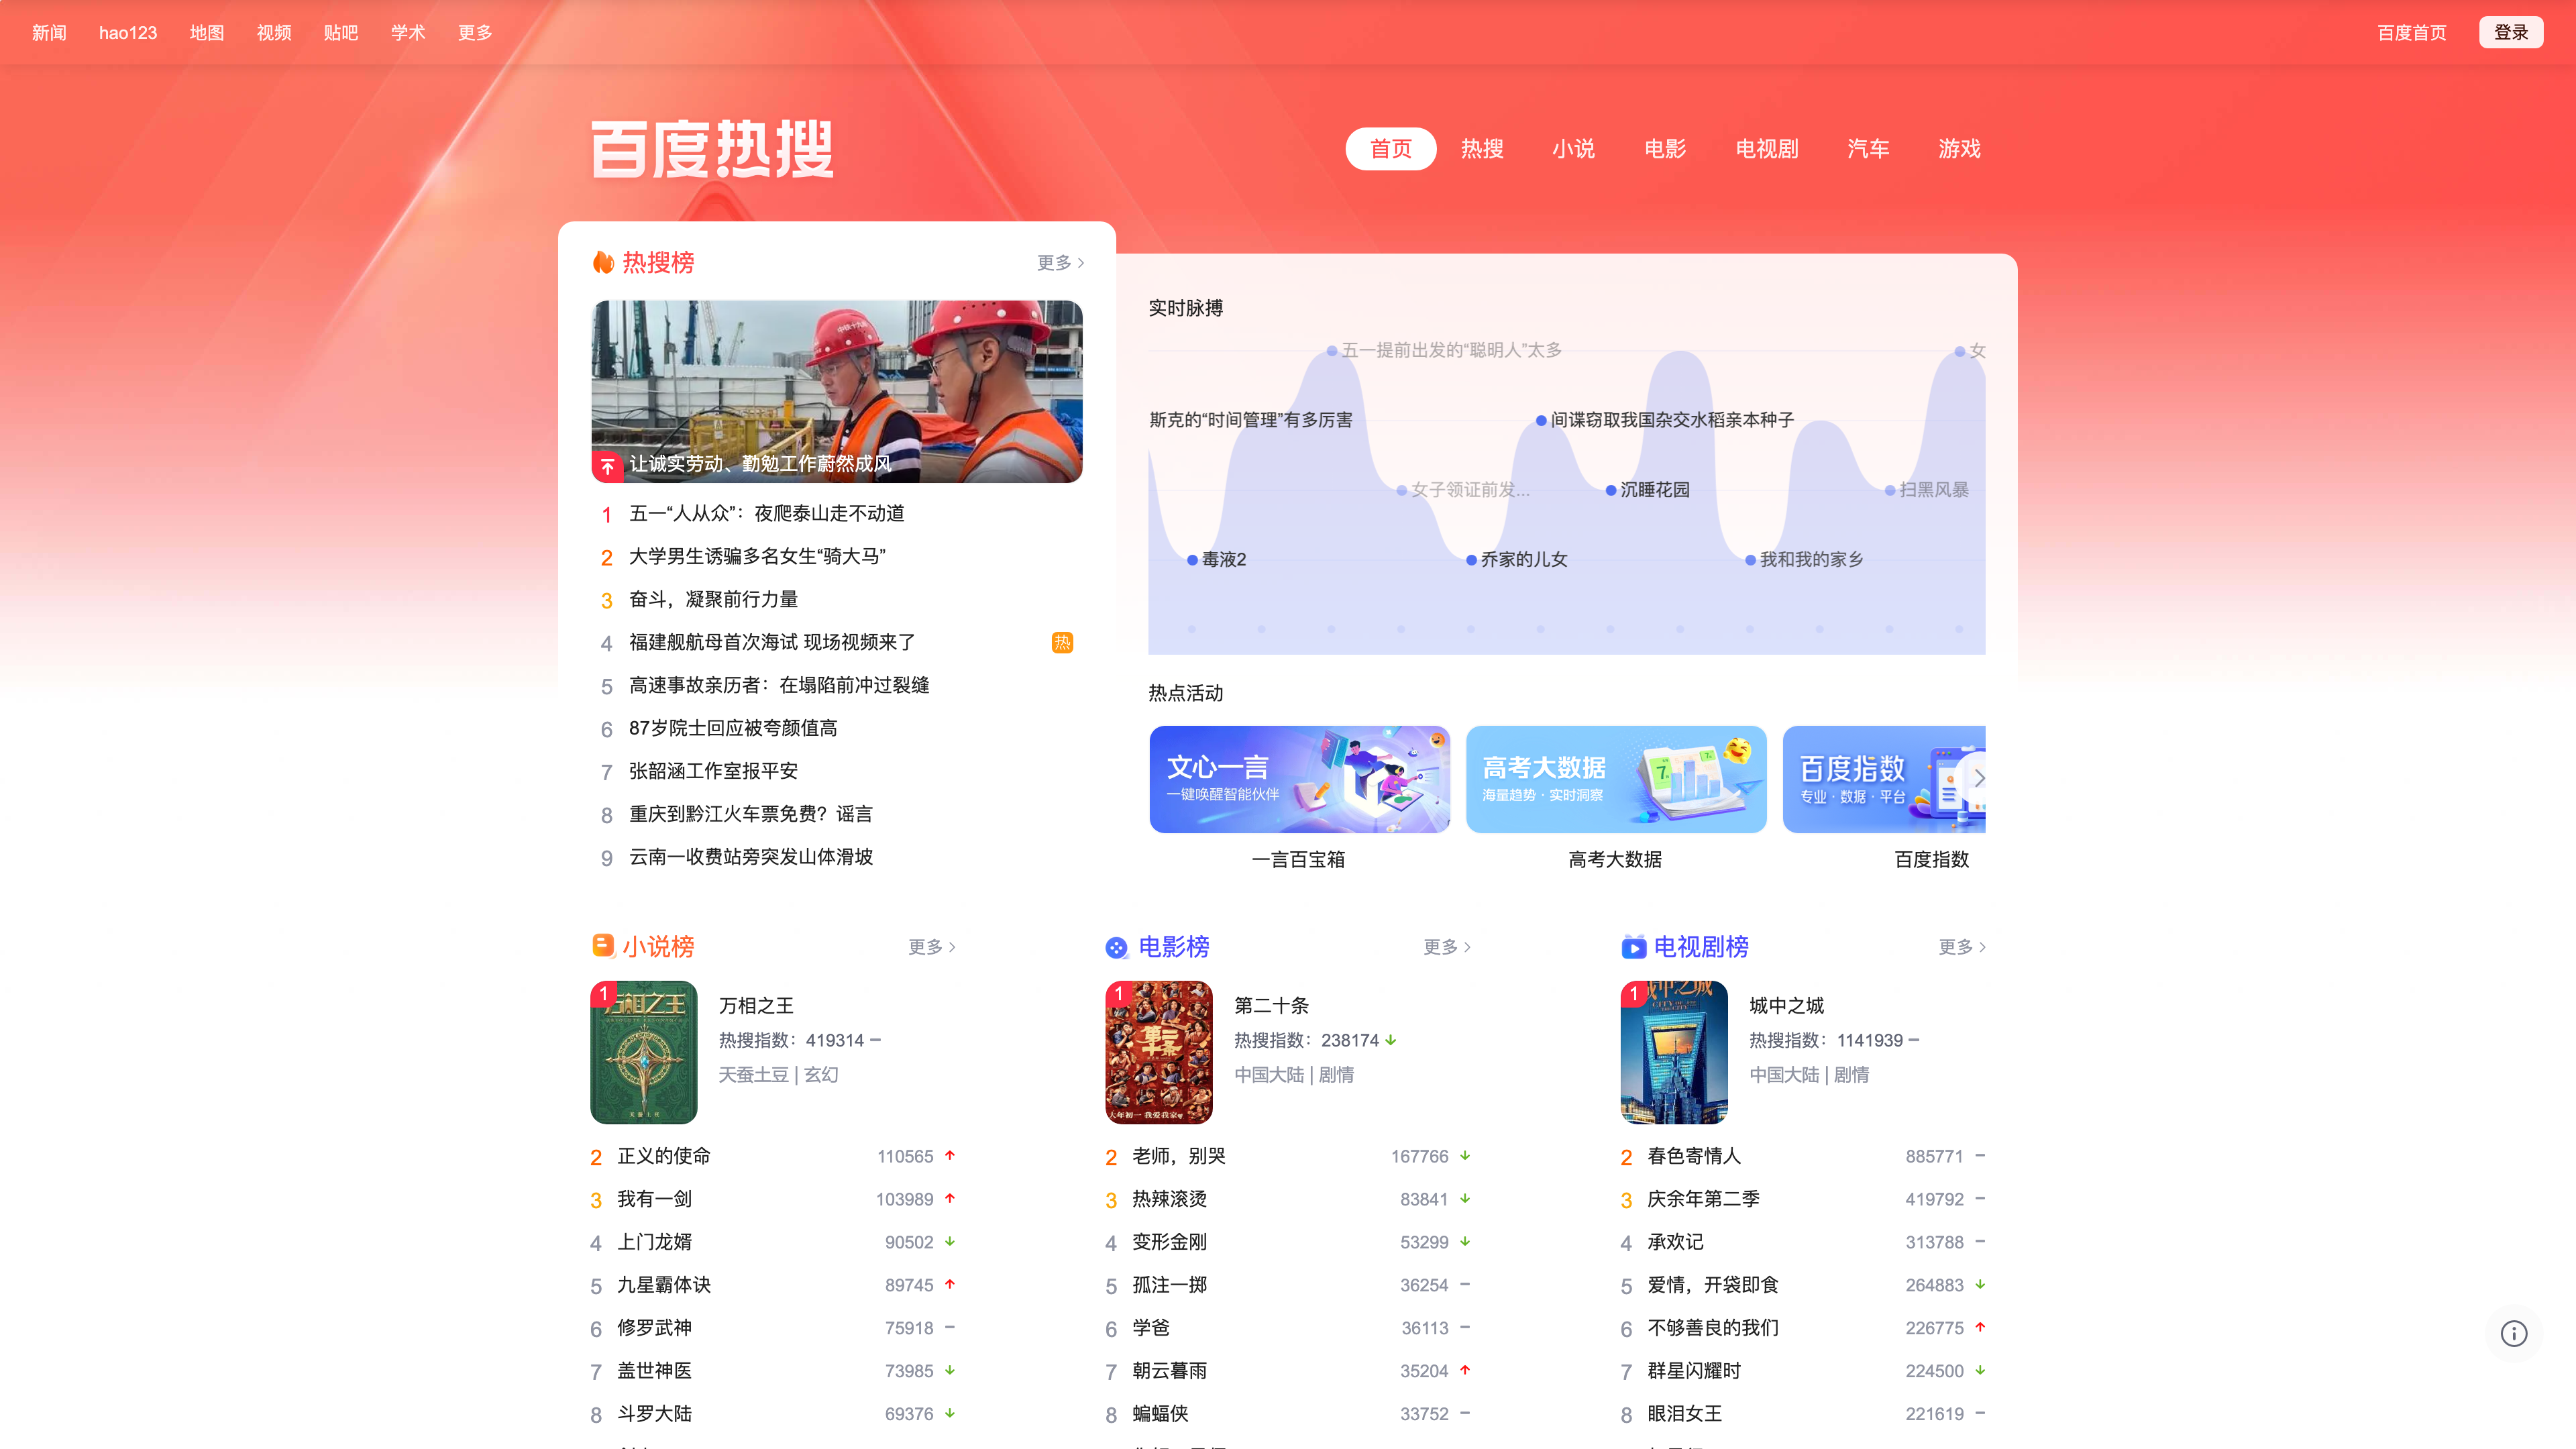 新闻 hao123 地图 视频 贴吧 学术 更多 百度首页 登录
百度热搜
首页 热搜 小说 电影 电视剧 汽车 游戏
热搜榜 更多
让诚实劳动、勤勉工作蔚然成风
1 五一“人从众”：夜爬泰山走不动道
2 大学男生诱骗多名女生“骑大马”
3 奋斗，凝聚前行力量
4 福建舰航母首次海试 现场视频来了 热
5 高速事故亲历者：在塌陷前冲过裂缝
6 87岁院士回应被夸颜值高
7 张韶涵工作室报平安
8 重庆到黔江火车票免费？谣言
9 云南一收费站旁突发山体滑坡
实时脉搏
五一提前出发的“聪明人”太多
女
斯克的“时间管理”有多厉害
间谍窃取我国杂交水稻亲本种子
女子领证前发...
沉睡花园
扫黑风暴
毒液2
乔家的儿女
我和我的家乡
热点活动
文心一言
一键唤醒智能伙伴
高考大数据
海量趋势·实时洞察
百度指数
专业·数据·平台
一言百宝箱
高考大数据
百度指数
小说榜 更多
1
万相之王
万相之王
热搜指数：419314
天蚕土豆 | 玄幻
2 正义的使命 110565
3 我有一剑 103989
4 上门龙婿 90502
5 九星霸体诀 89745
6 修罗武神 75918
7 盖世神医 73985
8 斗罗大陆 69376
电影榜 更多
1
第二十条
大年初一 我爱我家
第二十条
热搜指数：238174
中国大陆 | 剧情
2 老师，别哭 167766
3 热辣滚烫 83841
4 变形金刚 53299
5 孤注一掷 36254
6 学爸 36113
7 朝云暮雨 35204
8 蝙蝠侠 33752
电视剧榜 更多
1
城中之城
城中之城
热搜指数：1141939
中国大陆 | 剧情
2 春色寄情人 885771
3 庆余年第二季 419792
4 承欢记 313788
5 爱情，开袋即食 264883
6 不够善良的我们 226775
7 群星闪耀时 224500
8 眼泪女王 221619